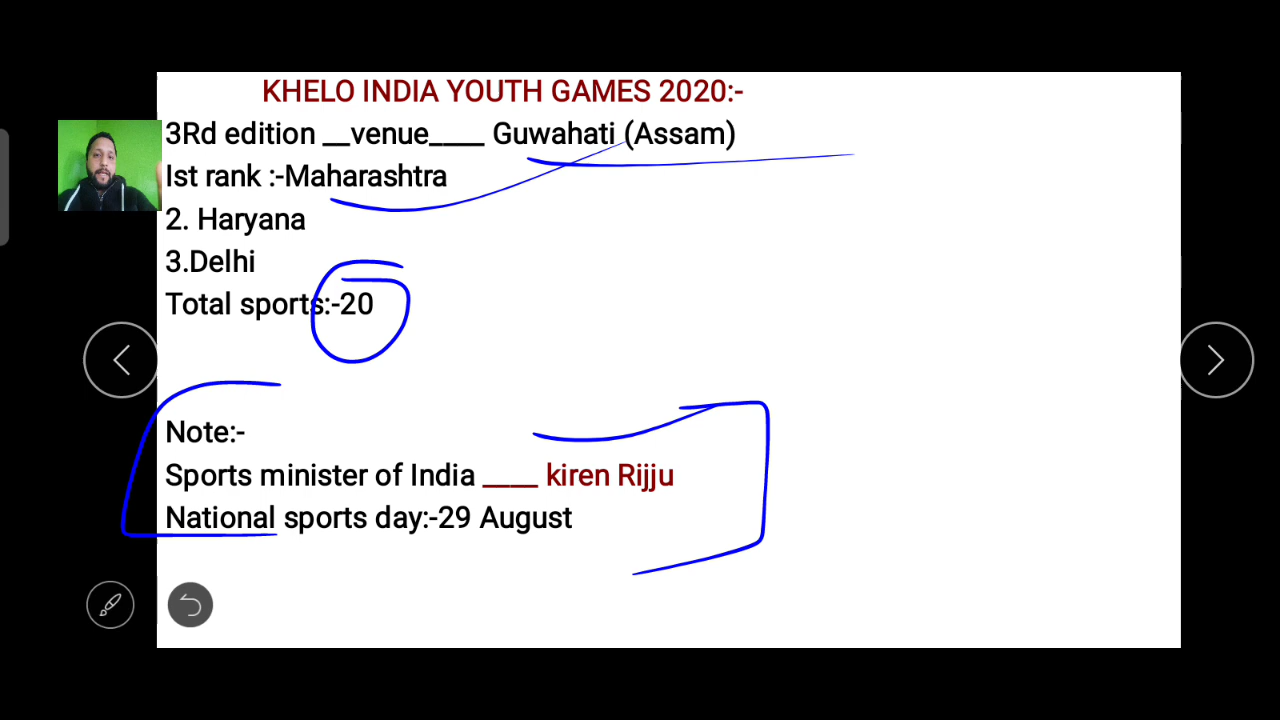 KHELO INDIA YOUTH GAMES 2020:-
3Rd edition __venue____ Guwahati (Assam)
Ist rank :-Maharashtra
2. Haryana
3.Delhi
Total sports:-20
Note:-
Sports minister of India ____ kiren Rijju
National sports day:-29 August